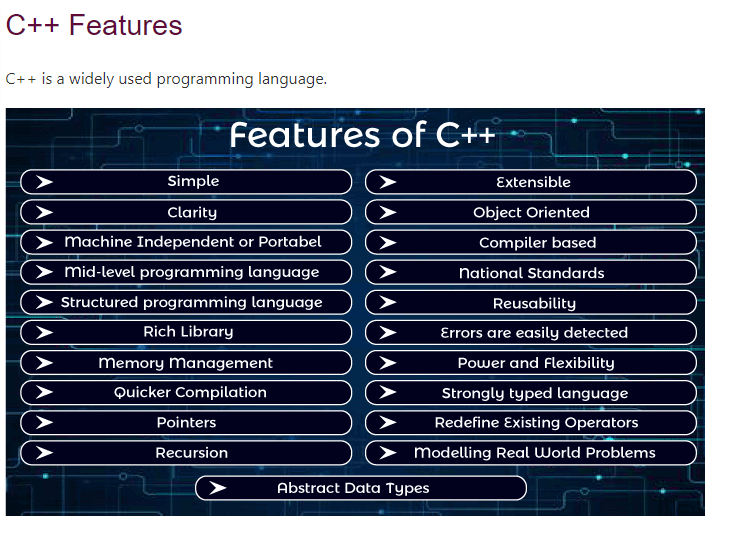 C++ Features
C++ is a widely used programming language.
Features of C++
Simple
Clarity
Machine Independent or Portabel
Mid-level programming language
Structured programming language
Rich Library
Memory Management
Quicker Compilation
Pointers
Recursion
Extensible
Object Oriented
Compiler based
National Standards
Reusability
Errors are easily detected
Power and Flexibility
Strongly typed language
Redefine Existing Operators
Modelling Real World Problems
Abstract Data Types